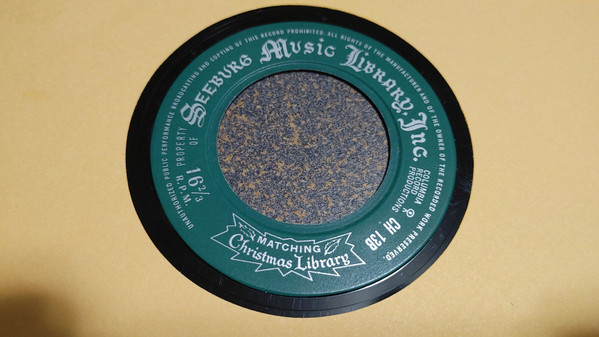 UNAUTHORIZED PUBLIC PERFORMANCE BROADCASTING AND COPYING OF THIS RECORD PROHIBITED. ALL RIGHTS OF THE MANUFACTURER AND OF THE OWNER OF THE RECORDED WORK PRESERVED.
PROPERTY
OF
Seeburg Music Library, Inc.
16 2/3
R.P.M.
COLUMBIA
RECORD
PRODUCTIONS
CH 13B
MATCHING
Christmas Library